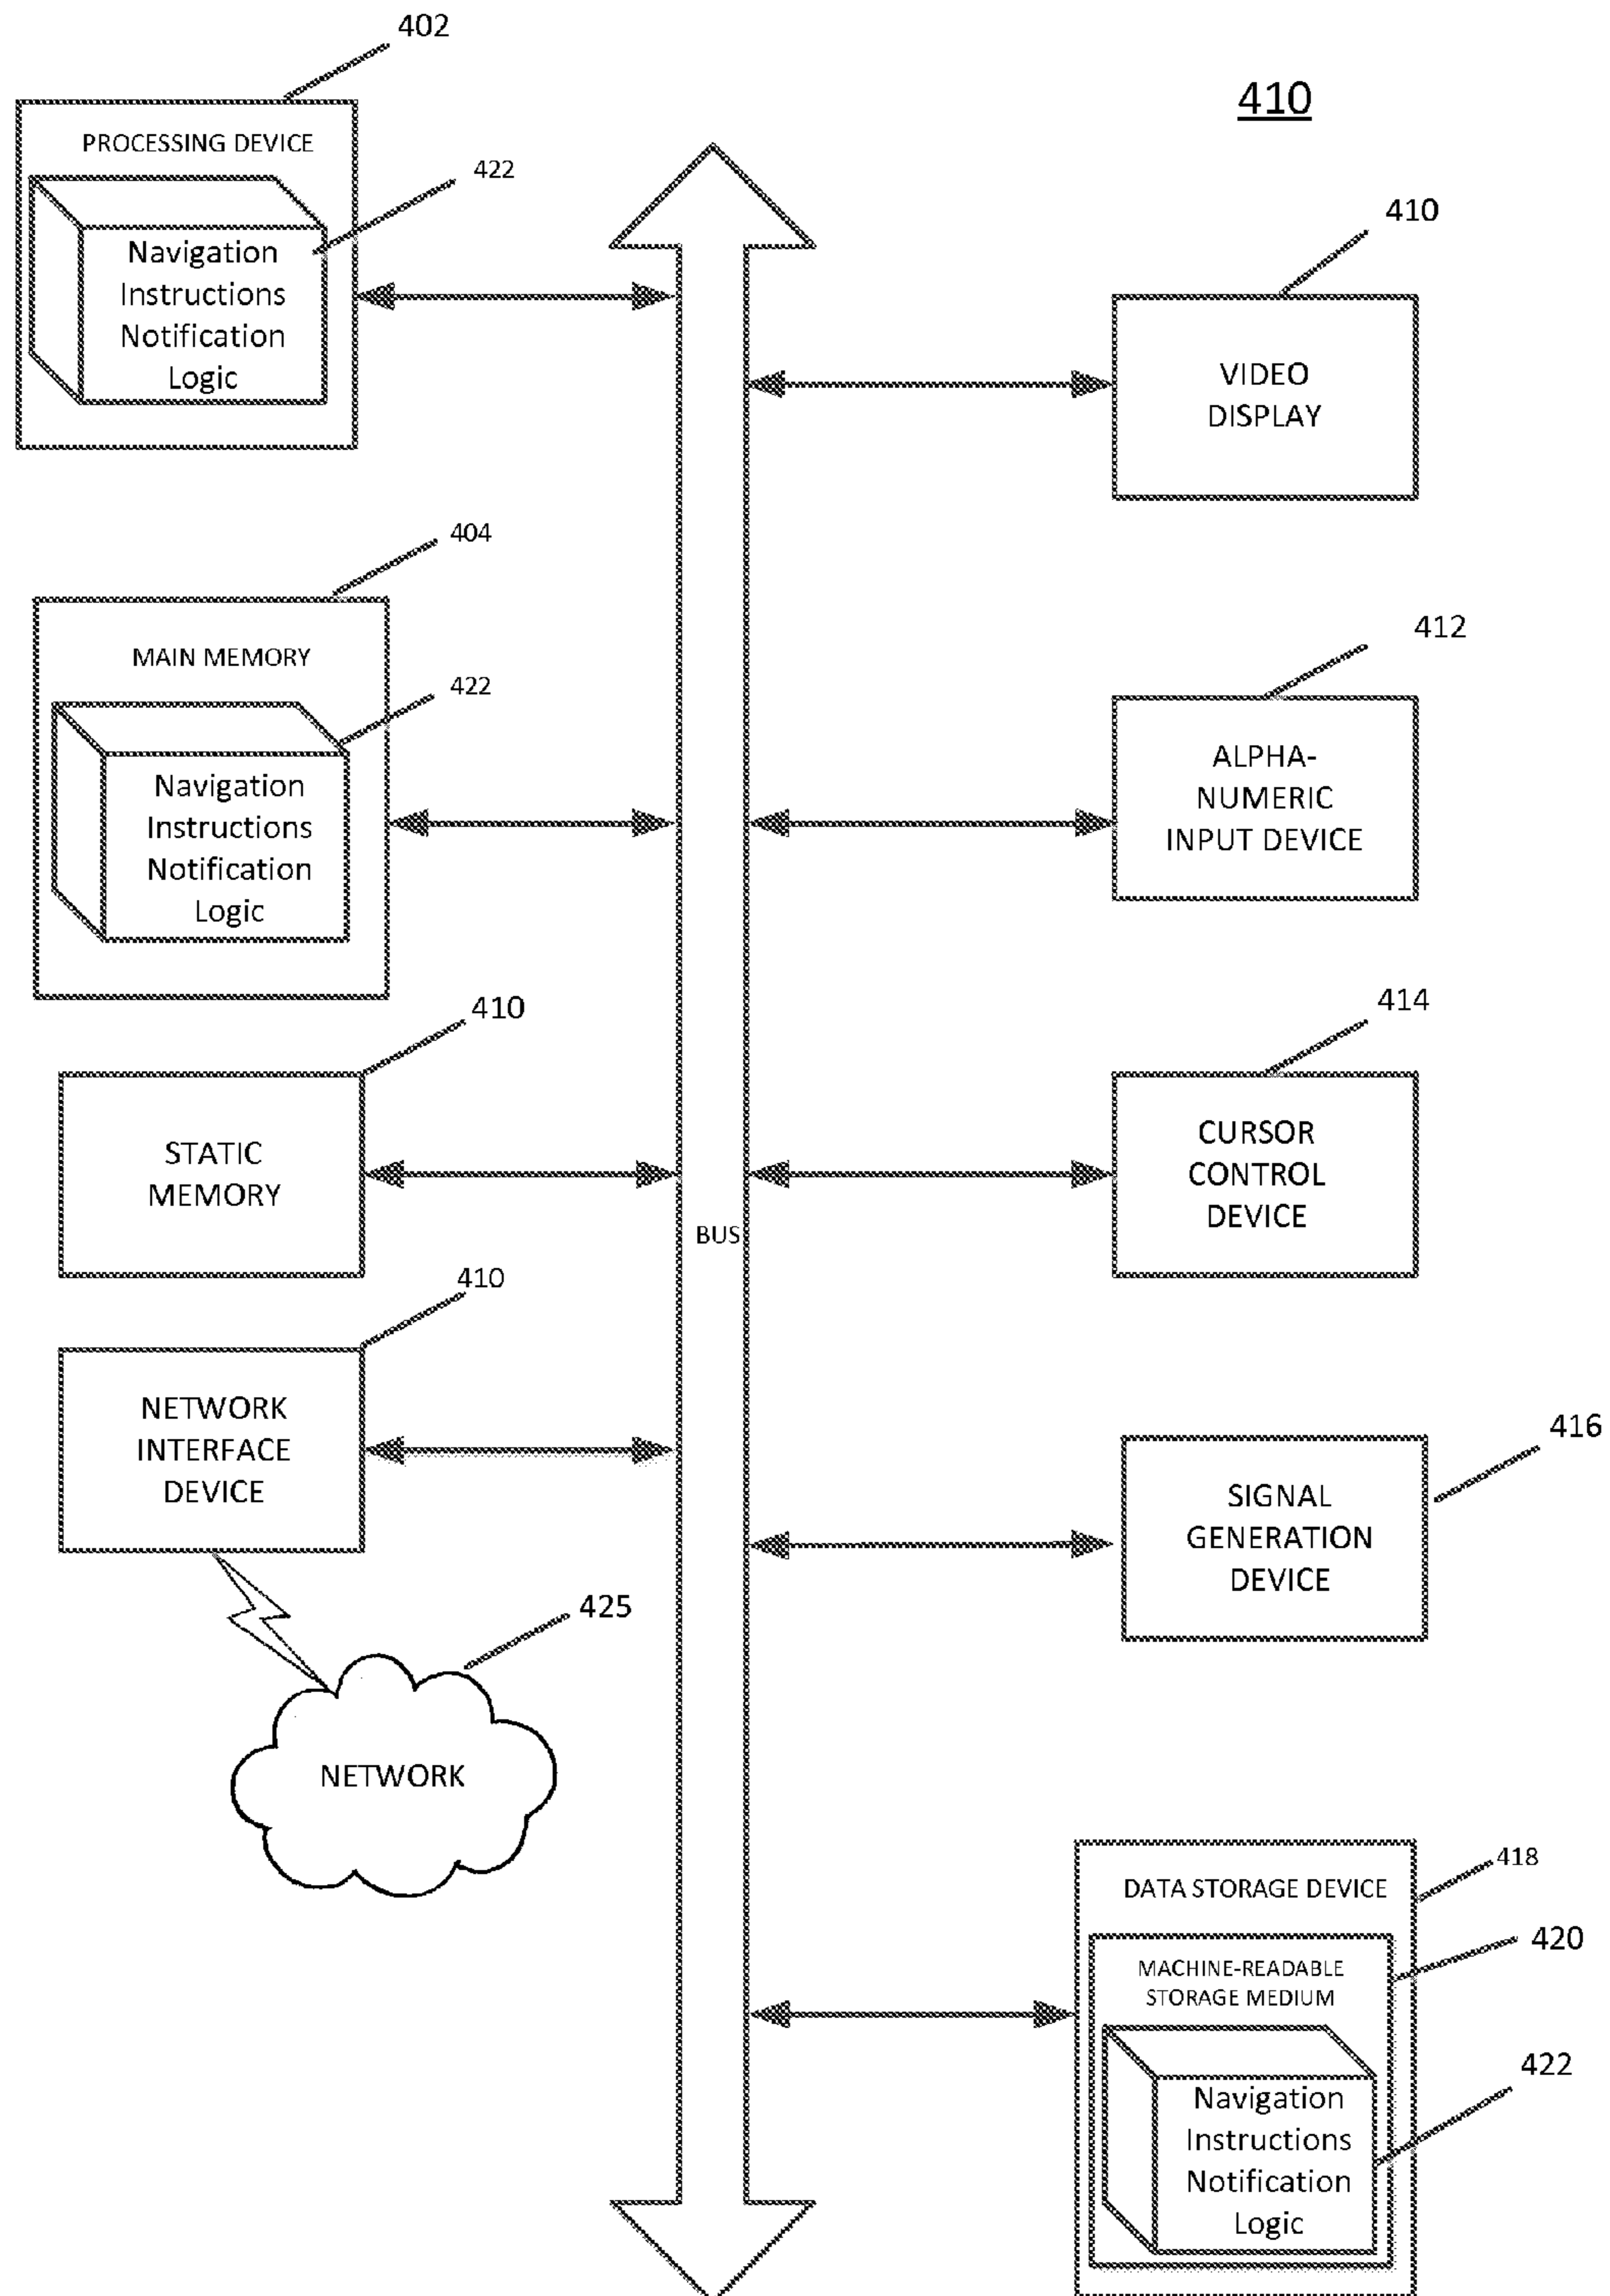 402
PROCESSING DEVICE
422
Navigation
Instructions
Notification
Logic
404
MAIN MEMORY
422
Navigation
Instructions
Notification
Logic
410
STATIC
MEMORY
410
NETWORK
INTERFACE
DEVICE
425
NETWORK
BUS
410
410
VIDEO
DISPLAY
412
ALPHA-
NUMERIC
INPUT DEVICE
414
CURSOR
CONTROL
DEVICE
416
SIGNAL
GENERATION
DEVICE
418
DATA STORAGE DEVICE
420
MACHINE-READABLE
STORAGE MEDIUM
422
Navigation
Instructions
Notification
Logic